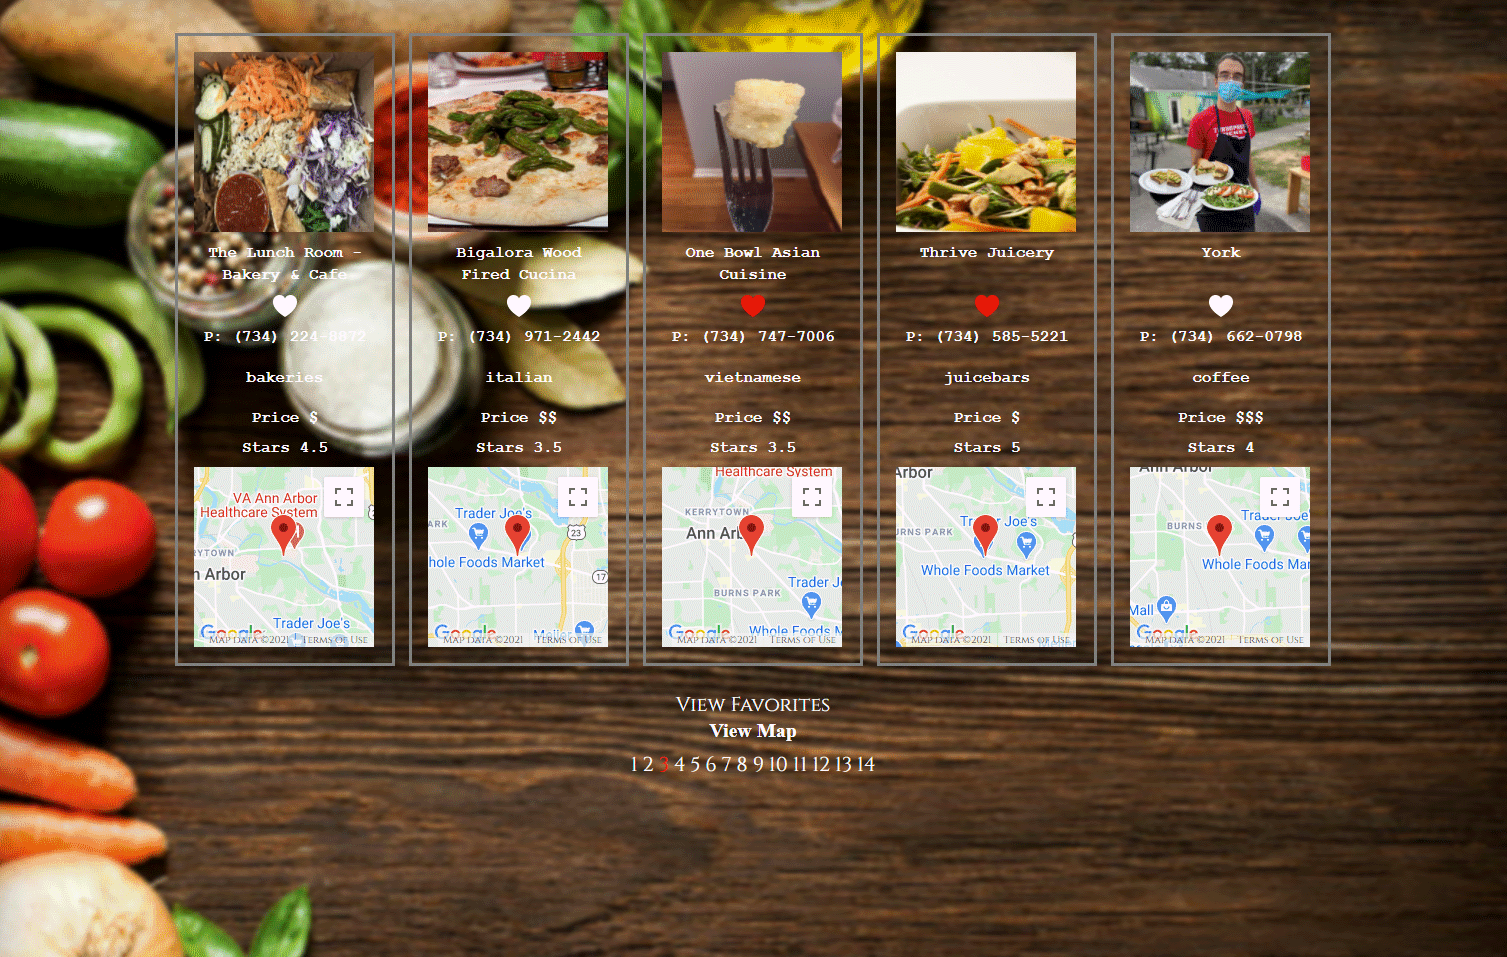 The Lunch Room -
Bakery & Cafe
P: (734) 224-8872
bakeries
Price $
Stars 4.5
VA Ann Arbor
Healthcare System
RYTOWN
n Arbor
Trader Joe's
Google
Map data ©2021 Terms of Use
Bigalora Wood
Fired Cucina
P: (734) 971-2442
italian
Price $$
Stars 3.5
Trader Joe's
ARK
23
hole Foods Market
17
Meijer
Google
Map data ©2021 Terms of Use
One Bowl Asian
Cuisine
P: (734) 747-7006
vietnamese
Price $$
Stars 3.5
Healthcare System
KERRYTOWN
Ann Arb
Trader J
BURNS PARK
Whole Foods M
Google
Map data ©2021 Terms of Use
Thrive Juicery
P: (734) 585-5221
juicebars
Price $
Stars 5
Arbor
Trader Joe's
URNS PARK
Whole Foods Market
Google
Map data ©2021 Terms of Use
York
P: (734) 662-0798
coffee
Price $$$
Stars 4
Ann Arbor
BURNS
Trader Joe
Whole Foods Mar
Mall
Google
Map data ©2021 Terms of Use
View Favorites
View Map
1 2 3 4 5 6 7 8 9 10 11 12 13 14